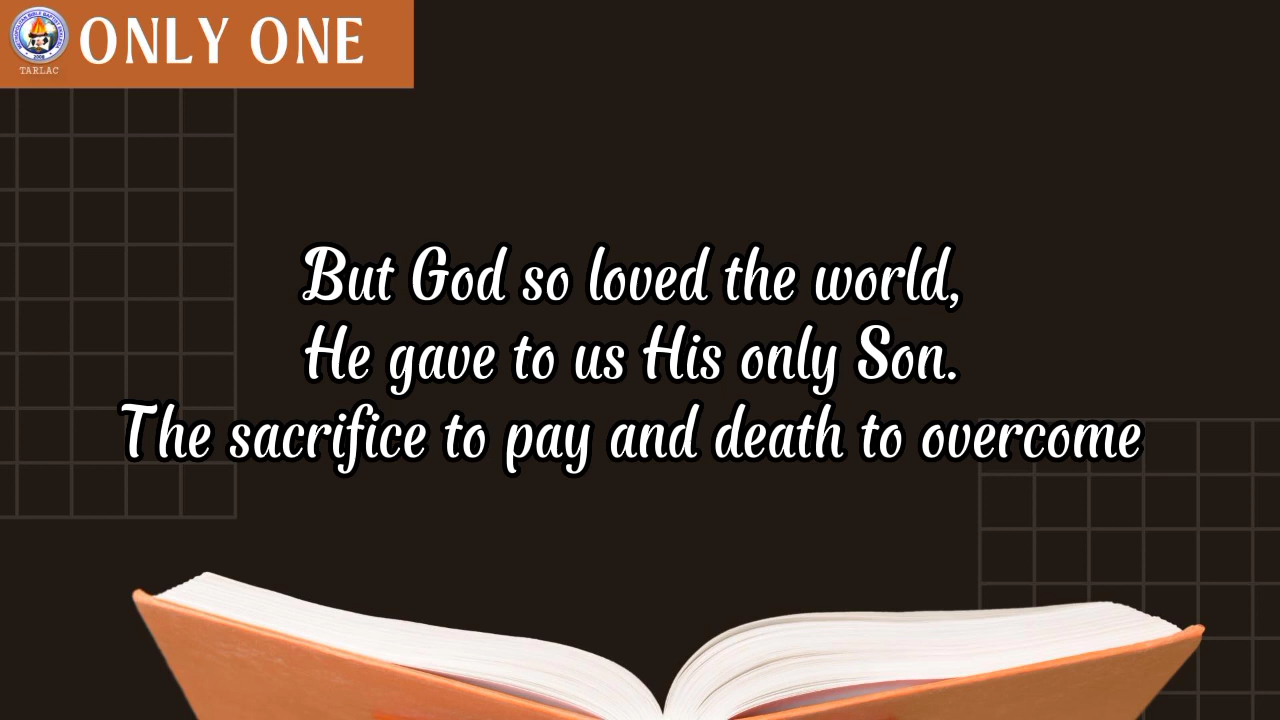 ONLY ONE
TARLAC
But God so loved the world,
He gave to us His only Son.
The sacrifice to pay and death to overcome